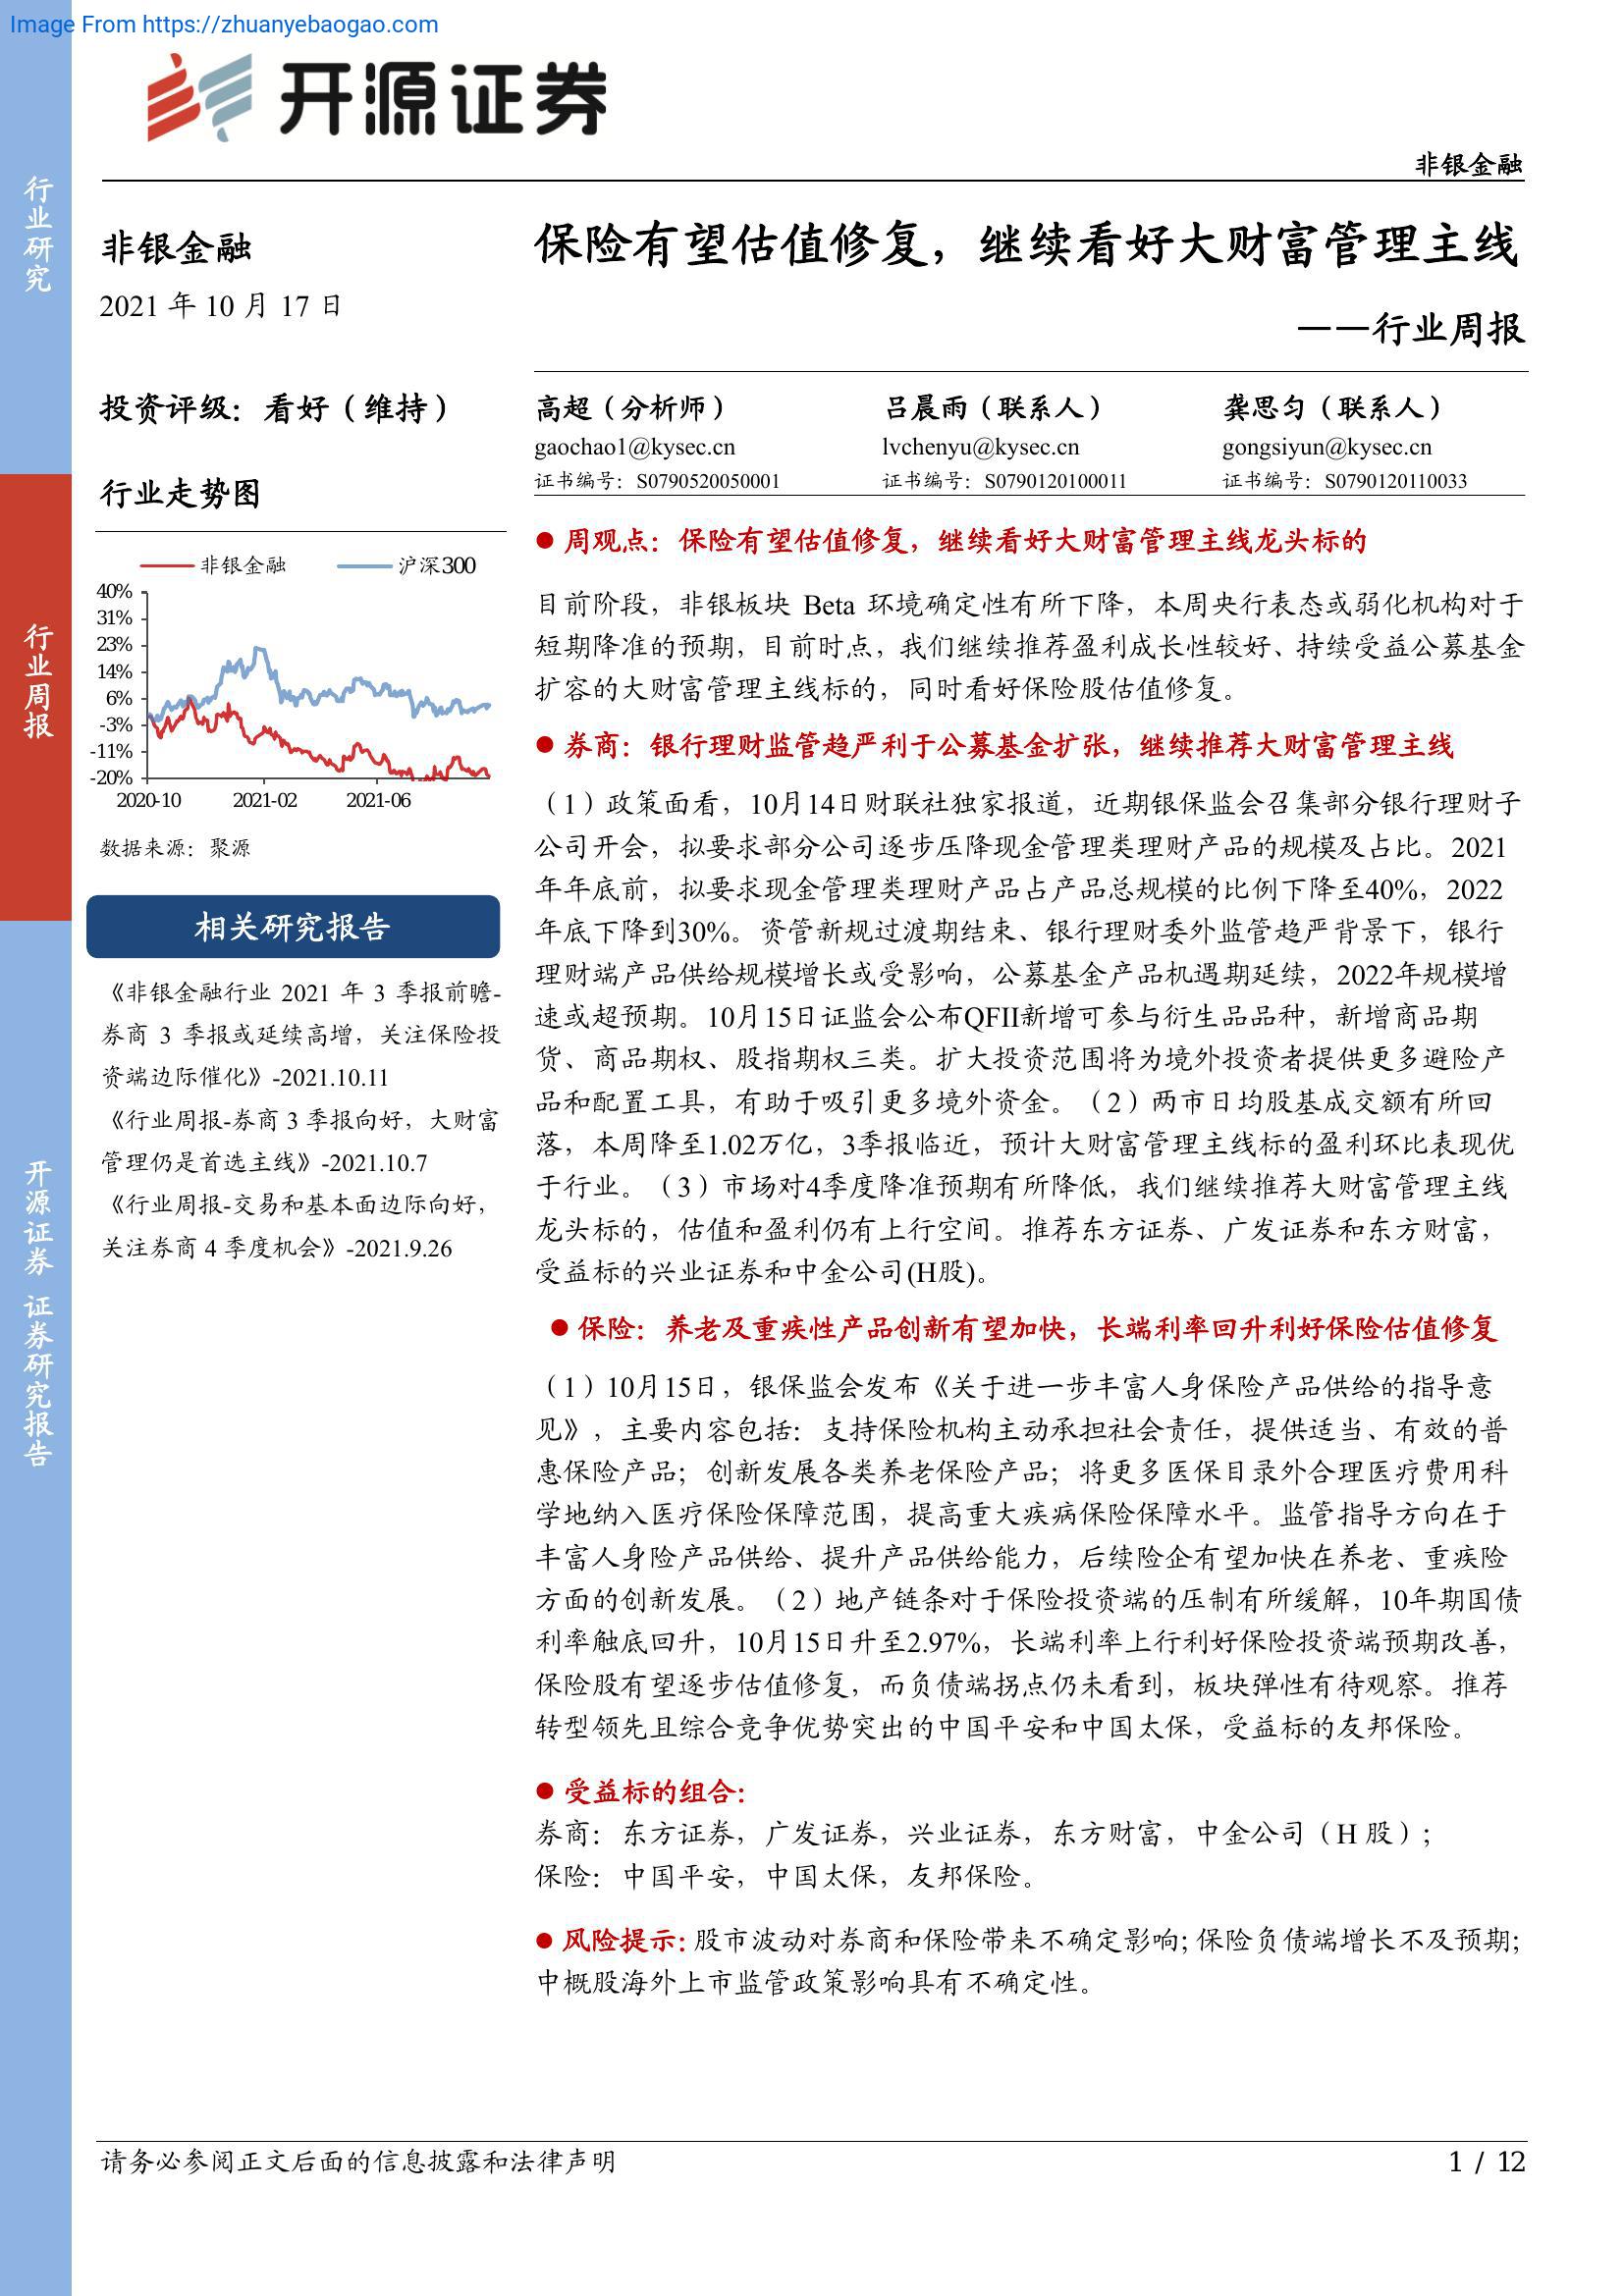 Image From https://zhuanyebaogao.com
开源证券
非银金融
行业研究
行业周报
开源证券 证券研究报告
非银金融
2021 年 10 月 17 日
投资评级：看好（维持）
行业走势图
非银金融 沪深300
40%
31%
23%
14%
6%
-3%
-11%
-20%
2020-10 2021-02 2021-06
数据来源：聚源
相关研究报告
《非银金融行业 2021 年 3 季报前瞻-
券商 3 季报或延续高增，关注保险投
资端边际催化》-2021.10.11
《行业周报-券商 3 季报向好，大财富
管理仍是首选主线》-2021.10.7
《行业周报-交易和基本面边际向好，
关注券商 4 季度机会》-2021.9.26
保险有望估值修复，继续看好大财富管理主线
——行业周报
高超（分析师） 吕晨雨（联系人） 龚思匀（联系人）
gaochao1@kysec.cn lvchenyu@kysec.cn gongsiyun@kysec.cn
证书编号：S0790520050001 证书编号：S0790120100011 证书编号：S0790120110033
● 周观点：保险有望估值修复，继续看好大财富管理主线龙头标的
目前阶段，非银板块 Beta 环境确定性有所下降，本周央行表态或弱化机构对于
短期降准的预期，目前时点，我们继续推荐盈利成长性较好、持续受益公募基金
扩容的大财富管理主线标的，同时看好保险股估值修复。
● 券商：银行理财监管趋严利于公募基金扩张，继续推荐大财富管理主线
（1）政策面看，10月14日财联社独家报道，近期银保监会召集部分银行理财子
公司开会，拟要求部分公司逐步压降现金管理类理财产品的规模及占比。2021
年年底前，拟要求现金管理类理财产品占产品总规模的比例下降至40%，2022
年底下降到30%。资管新规过渡期结束、银行理财委外监管趋严背景下，银行
理财端产品供给规模增长或受影响，公募基金产品机遇期延续，2022年规模增
速或超预期。10月15日证监会公布QFII新增可参与衍生品品种，新增商品期
货、商品期权、股指期权三类。扩大投资范围将为境外投资者提供更多避险产
品和配置工具，有助于吸引更多境外资金。（2）两市日均股基成交额有所回
落，本周降至1.02万亿，3季报临近，预计大财富管理主线标的盈利环比表现优
于行业。（3）市场对4季度降准预期有所降低，我们继续推荐大财富管理主线
龙头标的，估值和盈利仍有上行空间。推荐东方证券、广发证券和东方财富，
受益标的兴业证券和中金公司(H股)。
● 保险：养老及重疾性产品创新有望加快，长端利率回升利好保险估值修复
（1）10月15日，银保监会发布《关于进一步丰富人身保险产品供给的指导意
见》，主要内容包括：支持保险机构主动承担社会责任，提供适当、有效的普
惠保险产品；创新发展各类养老保险产品；将更多医保目录外合理医疗费用科
学地纳入医疗保险保障范围，提高重大疾病保险保障水平。监管指导方向在于
丰富人身险产品供给、提升产品供给能力，后续险企有望加快在养老、重疾险
方面的创新发展。（2）地产链条对于保险投资端的压制有所缓解，10年期国债
利率触底回升，10月15日升至2.97%，长端利率上行利好保险投资端预期改善，
保险股有望逐步估值修复，而负债端拐点仍未看到，板块弹性有待观察。推荐
转型领先且综合竞争优势突出的中国平安和中国太保，受益标的友邦保险。
● 受益标的组合：
券商：东方证券，广发证券，兴业证券，东方财富，中金公司（H 股）；
保险：中国平安，中国太保，友邦保险。
● 风险提示：股市波动对券商和保险带来不确定影响；保险负债端增长不及预期；
中概股海外上市监管政策影响具有不确定性。
请务必参阅正文后面的信息披露和法律声明
1 / 12